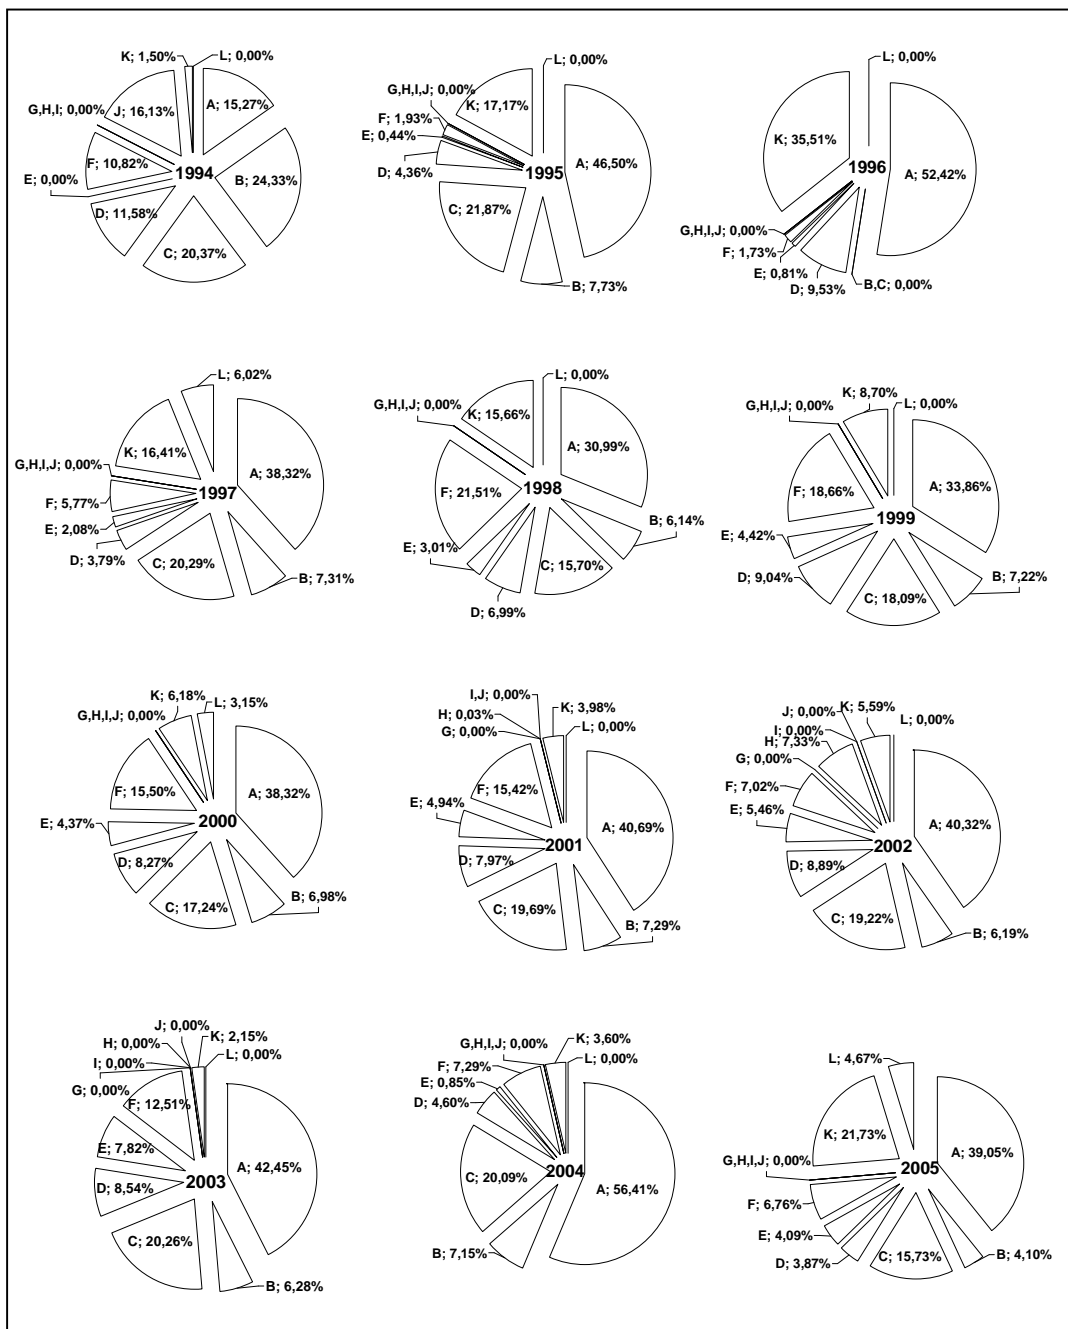 K; 1,50%
L; 0,00%
G,H,I; 0,00%
J; 16,13%
A; 15,27%
F; 10,82%
1994
E; 0,00%
B; 24,33%
D; 11,58%
C; 20,37%
L; 0,00%
G,H,I,J; 0,00%
K; 17,17%
F; 1,93%
E; 0,44%
D; 4,36%
1995
A; 46,50%
C; 21,87%
B; 7,73%
L; 0,00%
K; 35,51%
1996
A; 52,42%
G,H,I,J; 0,00%
F; 1,73%
E; 0,81%
D; 9,53%
B,C; 0,00%
L; 6,02%
K; 16,41%
G,H,I,J; 0,00%
A; 38,32%
F; 5,77%
1997
E; 2,08%
D; 3,79%
C; 20,29%
B; 7,31%
L; 0,00%
G,H,I,J; 0,00%
K; 15,66%
A; 30,99%
F; 21,51%
1998
B; 6,14%
E; 3,01%
C; 15,70%
D; 6,99%
K; 8,70%
G,H,I,J; 0,00%
L; 0,00%
F; 18,66%
A; 33,86%
1999
E; 4,42%
D; 9,04%
B; 7,22%
C; 18,09%
K; 6,18%
L; 3,15%
G,H,I,J; 0,00%
F; 15,50%
A; 38,32%
E; 4,37%
2000
D; 8,27%
B; 6,98%
C; 17,24%
I,J; 0,00%
H; 0,03%
K; 3,98%
G; 0,00%
L; 0,00%
F; 15,42%
E; 4,94%
A; 40,69%
2001
D; 7,97%
C; 19,69%
B; 7,29%
K; 5,59%
J; 0,00%
L; 0,00%
I; 0,00%
H; 7,33%
G; 0,00%
F; 7,02%
E; 5,46%
A; 40,32%
2002
D; 8,89%
C; 19,22%
B; 6,19%
J; 0,00%
K; 2,15%
H; 0,00%
L; 0,00%
I; 0,00%
G; 0,00%
F; 12,51%
E; 7,82%
A; 42,45%
2003
D; 8,54%
C; 20,26%
B; 6,28%
G,H,I,J; 0,00%
K; 3,60%
F; 7,29%
L; 0,00%
E; 0,85%
D; 4,60%
C; 20,09%
2004
A; 56,41%
B; 7,15%
L; 4,67%
K; 21,73%
A; 39,05%
G,H,I,J; 0,00%
2005
F; 6,76%
E; 4,09%
D; 3,87%
C; 15,73%
B; 4,10%